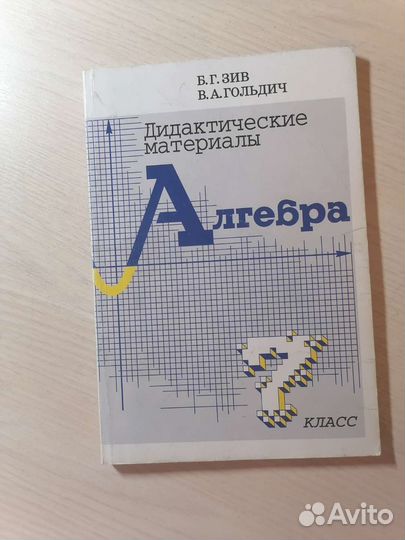 Б.Г.ЗИВ
В.А.ГОЛЬДИЧ
Дидактические
материалы
Алгебра
7
КЛАСС
Avito